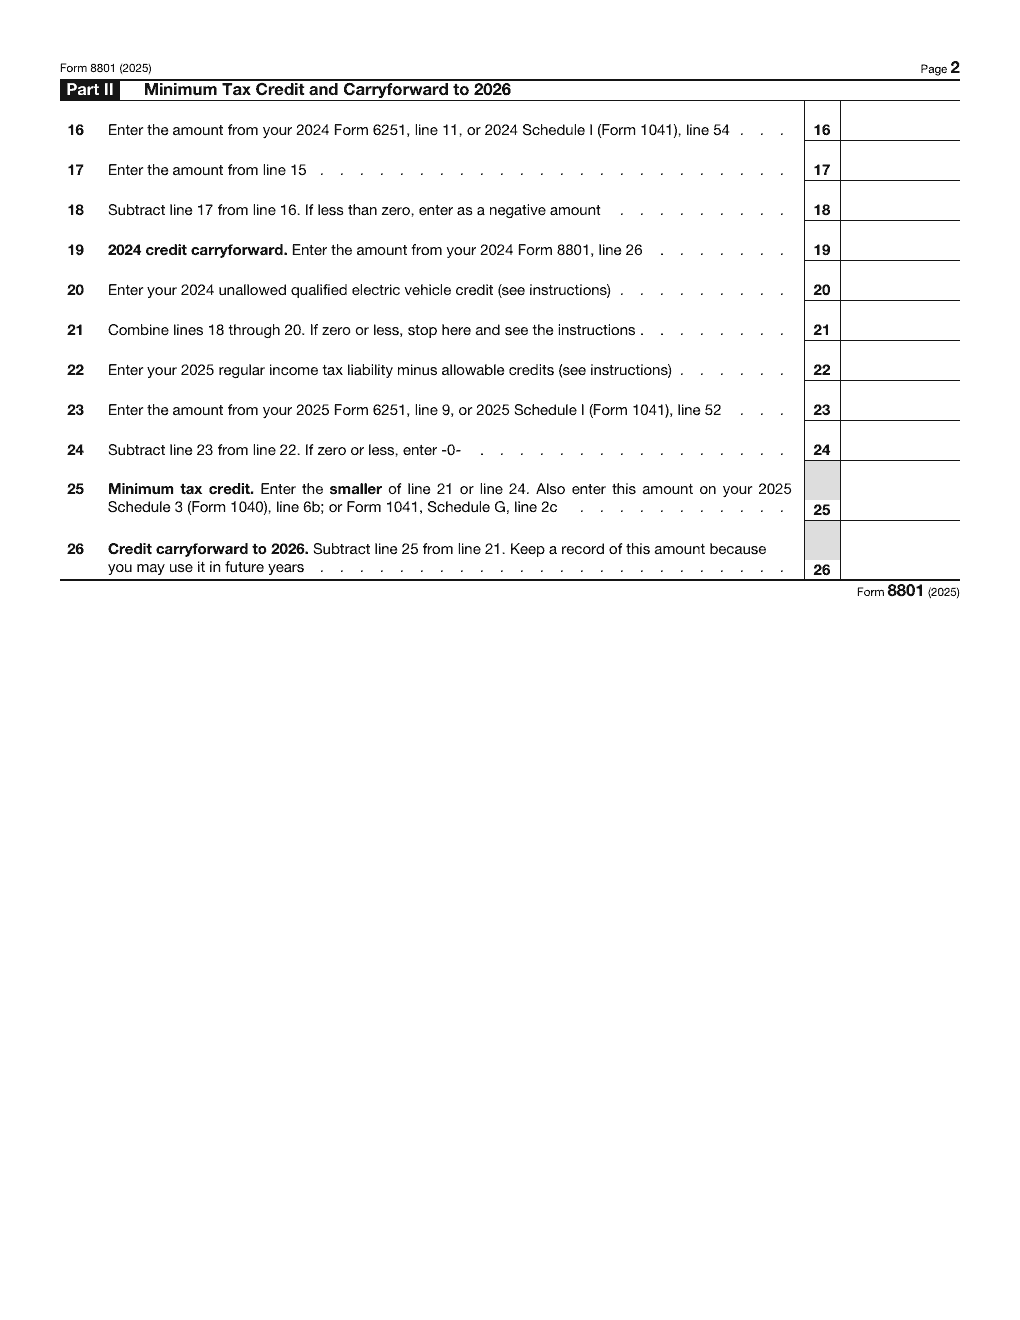 Form 8801 (2025) Page 2
Part II Minimum Tax Credit and Carryforward to 2026
16 Enter the amount from your 2024 Form 6251, line 11, or 2024 Schedule I (Form 1041), line 54 . . . 16
17 Enter the amount from line 15 . . . . . . . . . . . . . . . . . . . . . . . . 17
18 Subtract line 17 from line 16. If less than zero, enter as a negative amount . . . . . . . . . 18
19 2024 credit carryforward. Enter the amount from your 2024 Form 8801, line 26 . . . . . . . 19
20 Enter your 2024 unallowed qualified electric vehicle credit (see instructions) . . . . . . . . . 20
21 Combine lines 18 through 20. If zero or less, stop here and see the instructions . . . . . . . . 21
22 Enter your 2025 regular income tax liability minus allowable credits (see instructions) . . . . . . 22
23 Enter the amount from your 2025 Form 6251, line 9, or 2025 Schedule I (Form 1041), line 52 . . . 23
24 Subtract line 23 from line 22. If zero or less, enter -0- . . . . . . . . . . . . . . . . 24
25 Minimum tax credit. Enter the smaller of line 21 or line 24. Also enter this amount on your 2025
Schedule 3 (Form 1040), line 6b; or Form 1041, Schedule G, line 2c . . . . . . . . . . . 25
26 Credit carryforward to 2026. Subtract line 25 from line 21. Keep a record of this amount because
you may use it in future years . . . . . . . . . . . . . . . . . . . . . . . . 26
Form 8801 (2025)